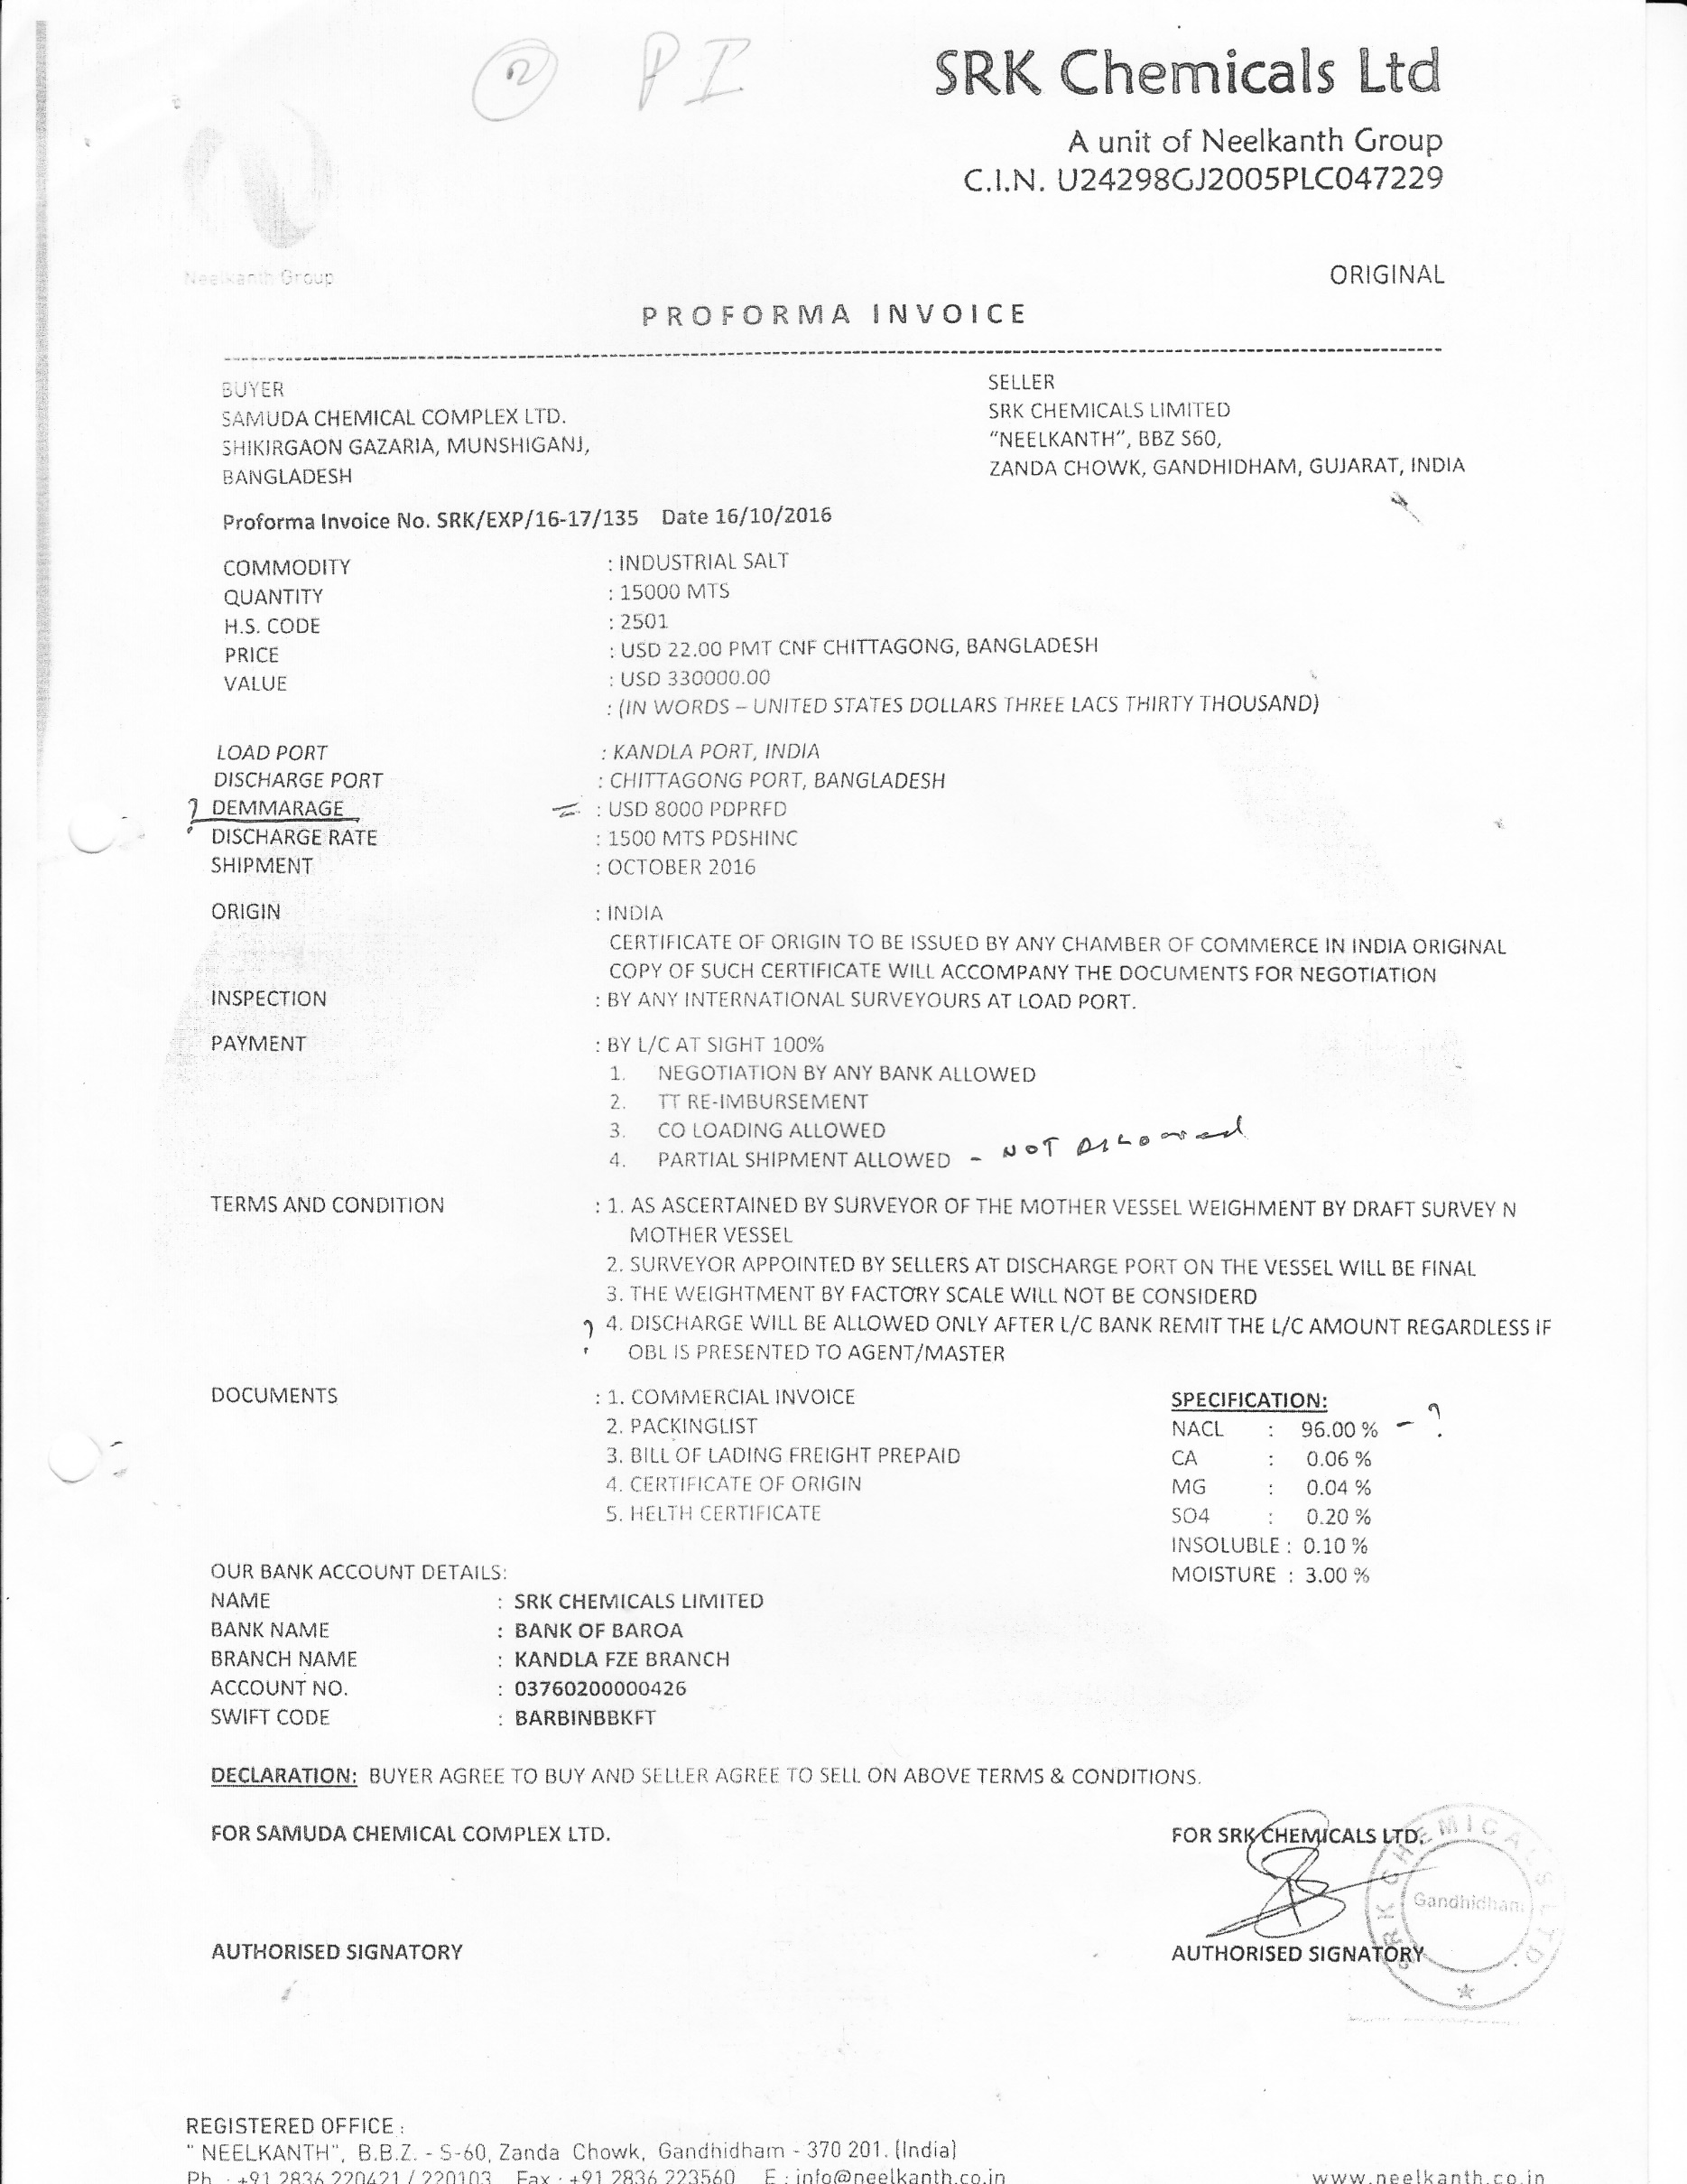 ② PI
SRK Chemicals Ltd
A unit of Neelkanth Group
C.I.N. U24298GJ2005PLC047229
Neelkanth Group
ORIGINAL
PROFORMA INVOICE
BUYER
SAMUDA CHEMICAL COMPLEX LTD.
SHIKIRGAON GAZARIA, MUNSHIGANJ,
BANGLADESH
SELLER
SRK CHEMICALS LIMITED
"NEELKANTH", BBZ S60,
ZANDA CHOWK, GANDHIDHAM, GUJARAT, INDIA
Proforma Invoice No. SRK/EXP/16-17/135 Date 16/10/2016
COMMODITY : INDUSTRIAL SALT
QUANTITY : 15000 MTS
H.S. CODE : 2501
PRICE : USD 22.00 PMT CNF CHITTAGONG, BANGLADESH
VALUE : USD 330000.00
: (IN WORDS – UNITED STATES DOLLARS THREE LACS THIRTY THOUSAND)
LOAD PORT : KANDLA PORT, INDIA
DISCHARGE PORT : CHITTAGONG PORT, BANGLADESH
? DEMMARAGE : USD 8000 PDPRFD
DISCHARGE RATE : 1500 MTS PDSHINC
SHIPMENT : OCTOBER 2016
ORIGIN : INDIA
CERTIFICATE OF ORIGIN TO BE ISSUED BY ANY CHAMBER OF COMMERCE IN INDIA ORIGINAL
COPY OF SUCH CERTIFICATE WILL ACCOMPANY THE DOCUMENTS FOR NEGOTIATION
INSPECTION : BY ANY INTERNATIONAL SURVEYOURS AT LOAD PORT.
PAYMENT : BY L/C AT SIGHT 100%
1. NEGOTIATION BY ANY BANK ALLOWED
2. TT RE-IMBURSEMENT
3. CO LOADING ALLOWED
4. PARTIAL SHIPMENT ALLOWED - NOT Allowed
TERMS AND CONDITION : 1. AS ASCERTAINED BY SURVEYOR OF THE MOTHER VESSEL WEIGHMENT BY DRAFT SURVEY N
MOTHER VESSEL
2. SURVEYOR APPOINTED BY SELLERS AT DISCHARGE PORT ON THE VESSEL WILL BE FINAL
3. THE WEIGHTMENT BY FACTORY SCALE WILL NOT BE CONSIDERD
? 4. DISCHARGE WILL BE ALLOWED ONLY AFTER L/C BANK REMIT THE L/C AMOUNT REGARDLESS IF
OBL IS PRESENTED TO AGENT/MASTER
DOCUMENTS : 1. COMMERCIAL INVOICE
2. PACKINGLIST
3. BILL OF LADING FREIGHT PREPAID
4. CERTIFICATE OF ORIGIN
5. HELTH CERTIFICATE
SPECIFICATION:
NACL : 96.00 % - ?
CA : 0.06 %
MG : 0.04 %
SO4 : 0.20 %
INSOLUBLE : 0.10 %
MOISTURE : 3.00 %
OUR BANK ACCOUNT DETAILS:
NAME : SRK CHEMICALS LIMITED
BANK NAME : BANK OF BAROA
BRANCH NAME : KANDLA FZE BRANCH
ACCOUNT NO. : 03760200000426
SWIFT CODE : BARBINBBKFT
DECLARATION: BUYER AGREE TO BUY AND SELLER AGREE TO SELL ON ABOVE TERMS & CONDITIONS.
FOR SAMUDA CHEMICAL COMPLEX LTD. FOR SRK CHEMICALS LTD.
SRK CHEMICALS LTD.
Gandhidham
AUTHORISED SIGNATORY AUTHORISED SIGNATORY
REGISTERED OFFICE :
" NEELKANTH", B.B.Z. - S-60, Zanda Chowk, Gandhidham - 370 201. (India)
Ph. : +91 2836 220421 / 220103 Fax : +91 2836 223560 E : info@neelkanth.co.in www.neelkanth.co.in